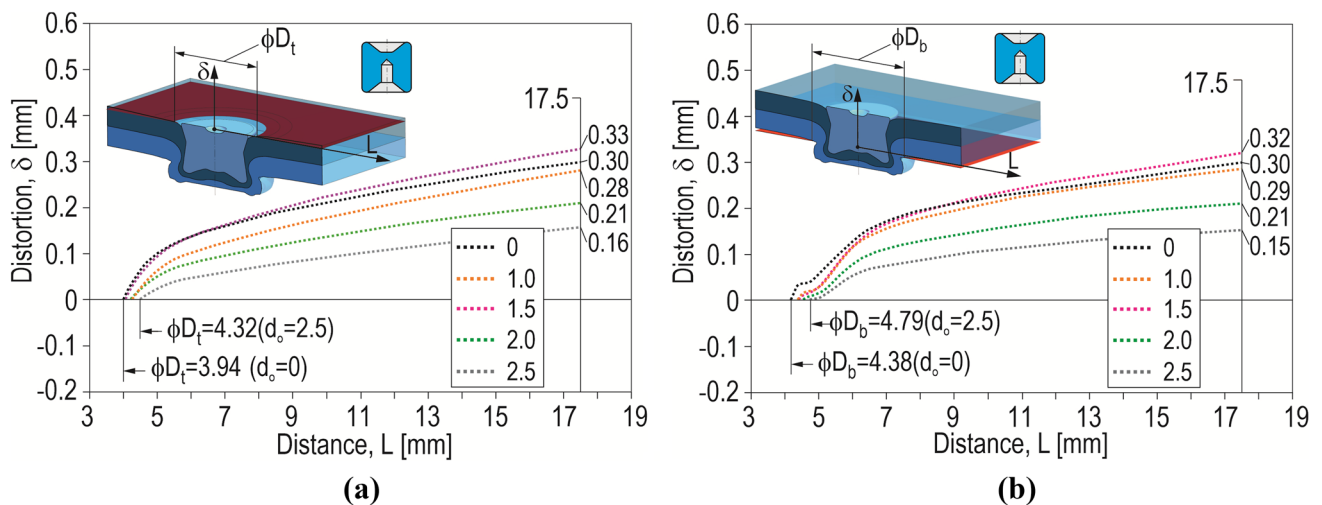 0.6
0.5
0.4
0.3
0.2
0.1
0
-0.1
-0.2
Distortion, δ [mm]
ϕDt
δ
L
17.5
0.33
0.30
0.28
0.21
0.16
0
1.0
1.5
2.0
2.5
ϕDt=4.32(do=2.5)
ϕDt=3.94 (do=0)
3 5 7 9 11 13 15 17 19
Distance, L [mm]
(a)
0.6
0.5
0.4
0.3
0.2
0.1
0
-0.1
-0.2
Distortion, δ [mm]
ϕDb
δ
L
17.5
0.32
0.30
0.29
0.21
0.15
0
1.0
1.5
2.0
2.5
ϕDb=4.79(do=2.5)
ϕDb=4.38(do=0)
3 5 7 9 11 13 15 17 19
Distance, L [mm]
(b)